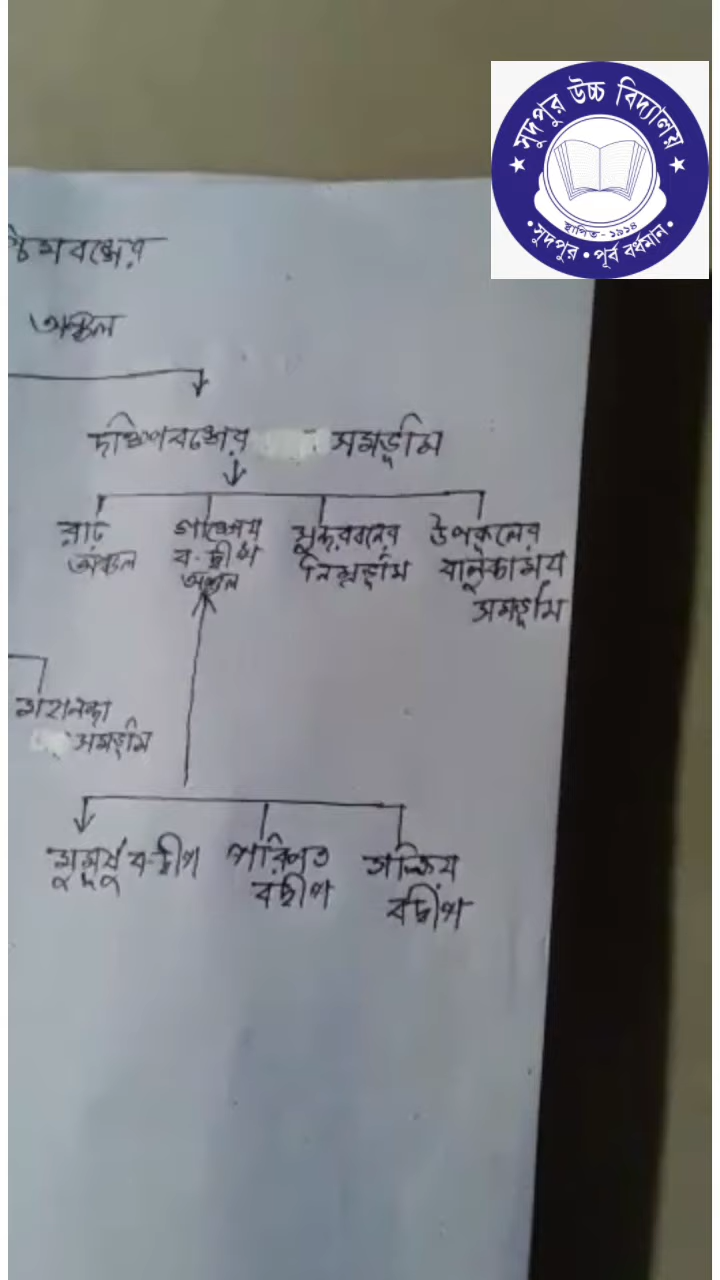 সুদপুর উচ্চ বিদ্যালয়
স্থাপিত - ১৯১৪
সুদপুর • পূর্ব বর্ধমান
শ্চিমবঙ্গের
অঞ্চল
দক্ষিণবঙ্গের সমভূমি
রাঢ় গাঙ্গেয় সুন্দরবনের উপকূলের
অঞ্চল ব-দ্বীপ নিম্নভূমি বালুকাময়
অঞ্চল সমভূমি
মহানন্দা
সমভূমি
মুমূর্ষু ব-দ্বীপ পরিণত সক্রিয়
বদ্বীপ বদ্বীপ